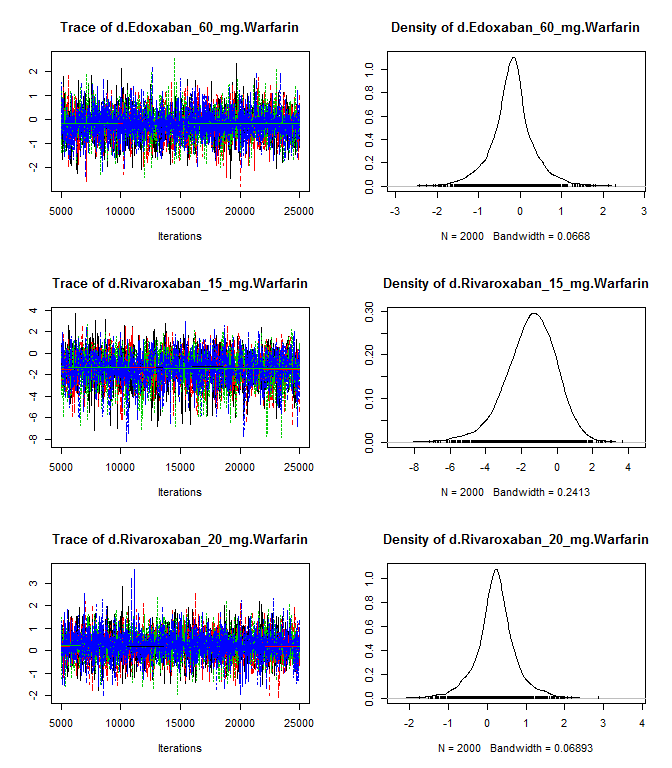 Trace of d.Edoxaban_60_mg.Warfarin
2
1
0
-1
-2
5000 10000 15000 20000 25000
Iterations
Density of d.Edoxaban_60_mg.Warfarin
1.0
0.8
0.6
0.4
0.2
0.0
-3 -2 -1 0 1 2 3
N = 2000 Bandwidth = 0.0668
Trace of d.Rivaroxaban_15_mg.Warfarin
4
2
0
-2
-4
-6
-8
5000 10000 15000 20000 25000
Iterations
Density of d.Rivaroxaban_15_mg.Warfarin
0.30
0.20
0.10
0.00
-8 -6 -4 -2 0 2 4
N = 2000 Bandwidth = 0.2413
Trace of d.Rivaroxaban_20_mg.Warfarin
3
2
1
0
-1
-2
5000 10000 15000 20000 25000
Iterations
Density of d.Rivaroxaban_20_mg.Warfarin
1.0
0.8
0.6
0.4
0.2
0.0
-2 -1 0 1 2 3 4
N = 2000 Bandwidth = 0.06893